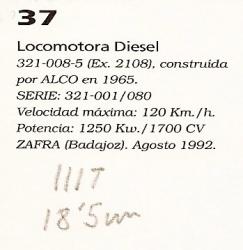 37
Locomotora Diesel
321-008-5 (Ex. 2108), construida
por ALCO en 1965.
SERIE: 321-001/080
Velocidad máxima: 120 Km./h.
Potencia: 1250 Kw./1700 CV
ZAFRA (Badajoz). Agosto 1992.
111T
18'5 m